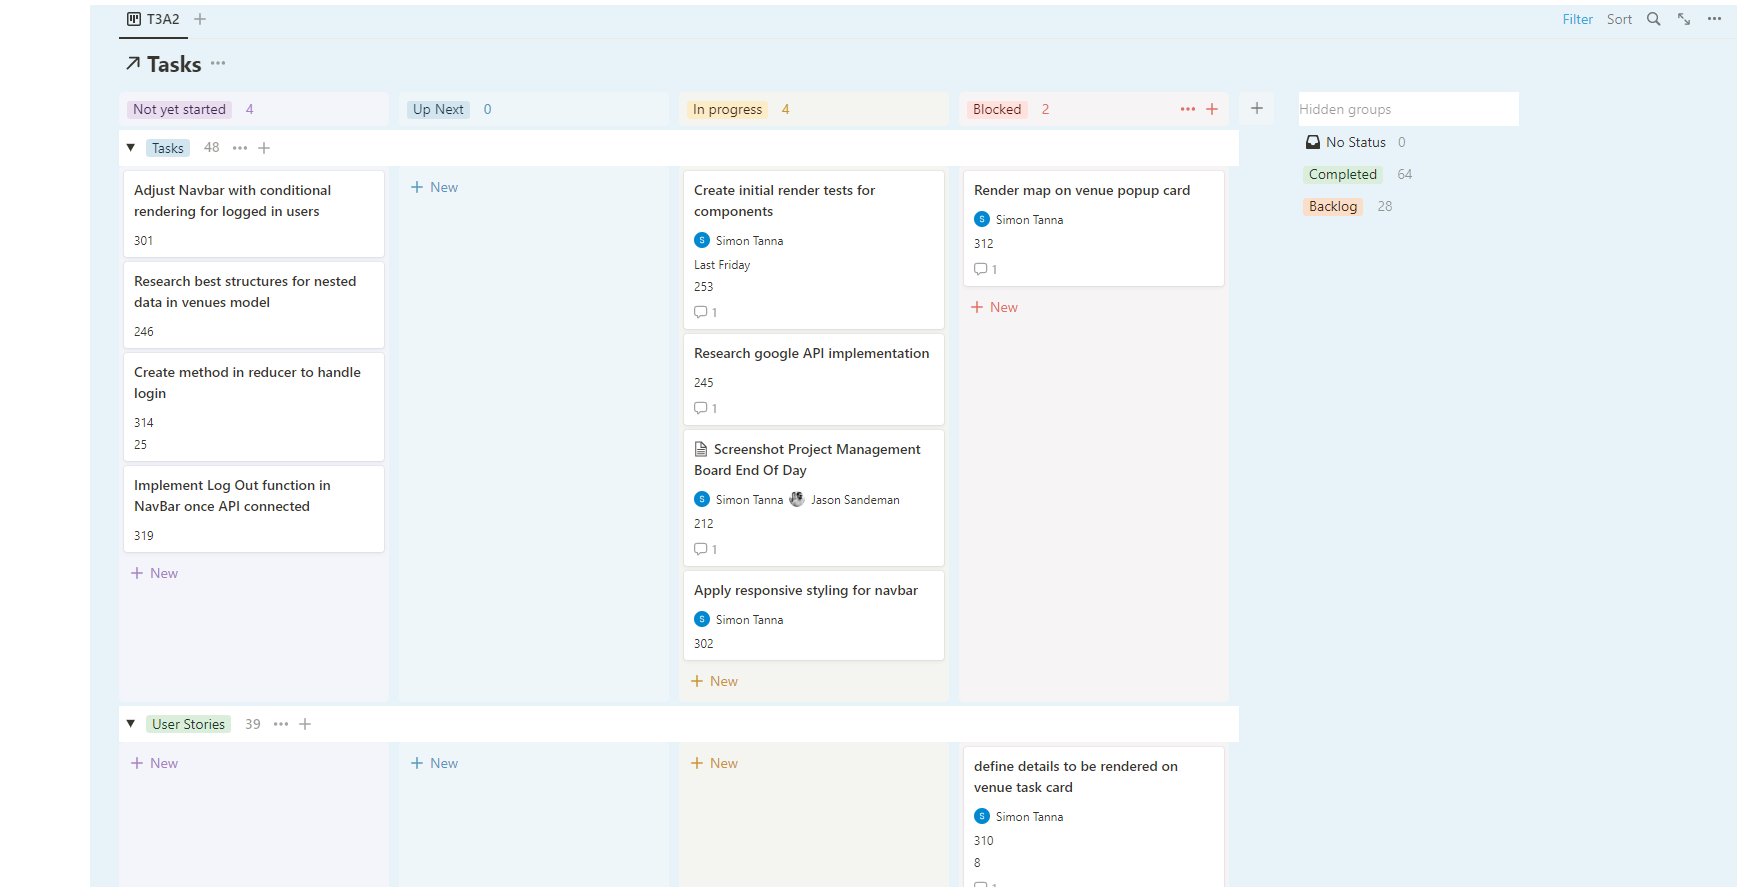 T3A2
Filter Sort
Tasks
Not yet started 4
Up Next 0
In progress 4
Blocked 2
Hidden groups
No Status 0
Completed 64
Backlog 28
Tasks 48
Adjust Navbar with conditional
rendering for logged in users
301
Research best structures for nested
data in venues model
246
Create method in reducer to handle
login
314
25
Implement Log Out function in
NavBar once API connected
319
New
New
Create initial render tests for
components
S Simon Tanna
Last Friday
253
1
Research google API implementation
245
1
Screenshot Project Management
Board End Of Day
S Simon Tanna Jason Sandeman
212
1
Apply responsive styling for navbar
S Simon Tanna
302
New
Render map on venue popup card
S Simon Tanna
312
1
New
User Stories 39
New
New
New
define details to be rendered on
venue task card
S Simon Tanna
310
8